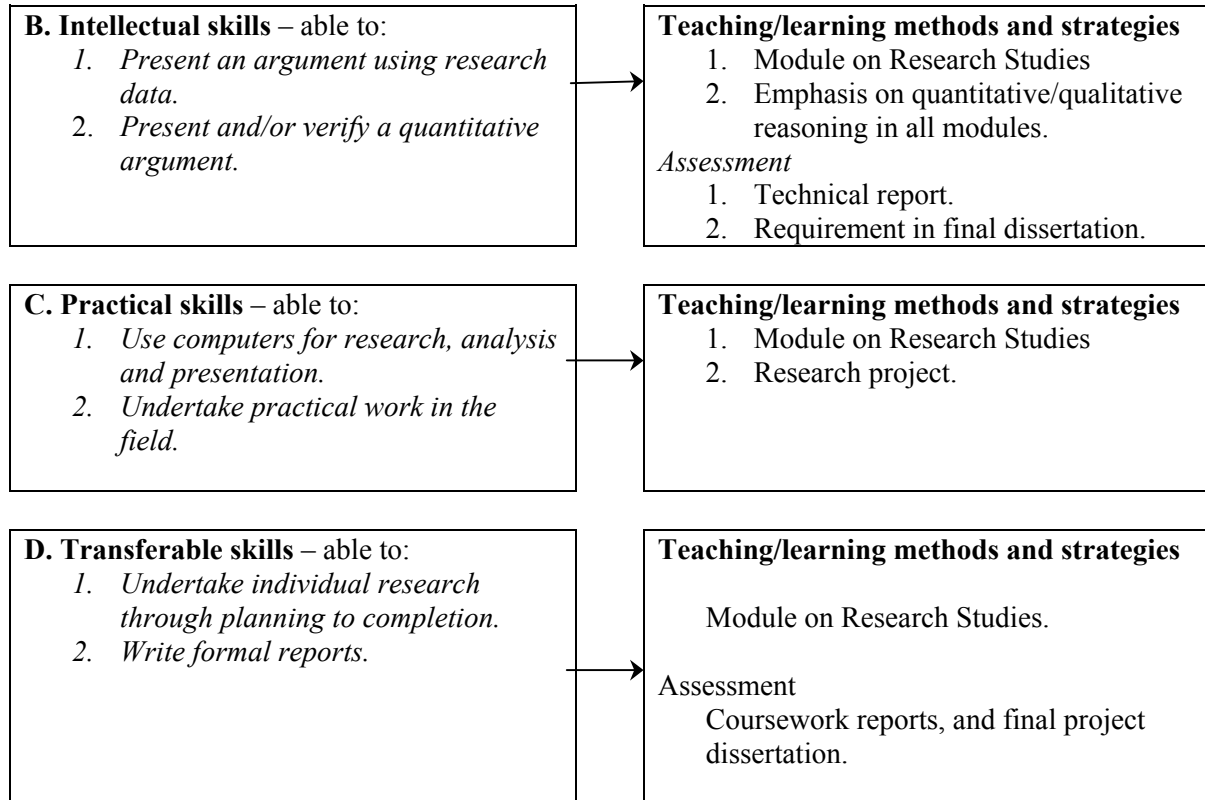 B. Intellectual skills – able to:
1. Present an argument using research
data.
2. Present and/or verify a quantitative
argument.
Teaching/learning methods and strategies
1. Module on Research Studies
2. Emphasis on quantitative/qualitative
reasoning in all modules.
Assessment
1. Technical report.
2. Requirement in final dissertation.
C. Practical skills – able to:
1. Use computers for research, analysis
and presentation.
2. Undertake practical work in the
field.
Teaching/learning methods and strategies
1. Module on Research Studies
2. Research project.
D. Transferable skills – able to:
1. Undertake individual research
through planning to completion.
2. Write formal reports.
Teaching/learning methods and strategies
Module on Research Studies.
Assessment
Coursework reports, and final project
dissertation.